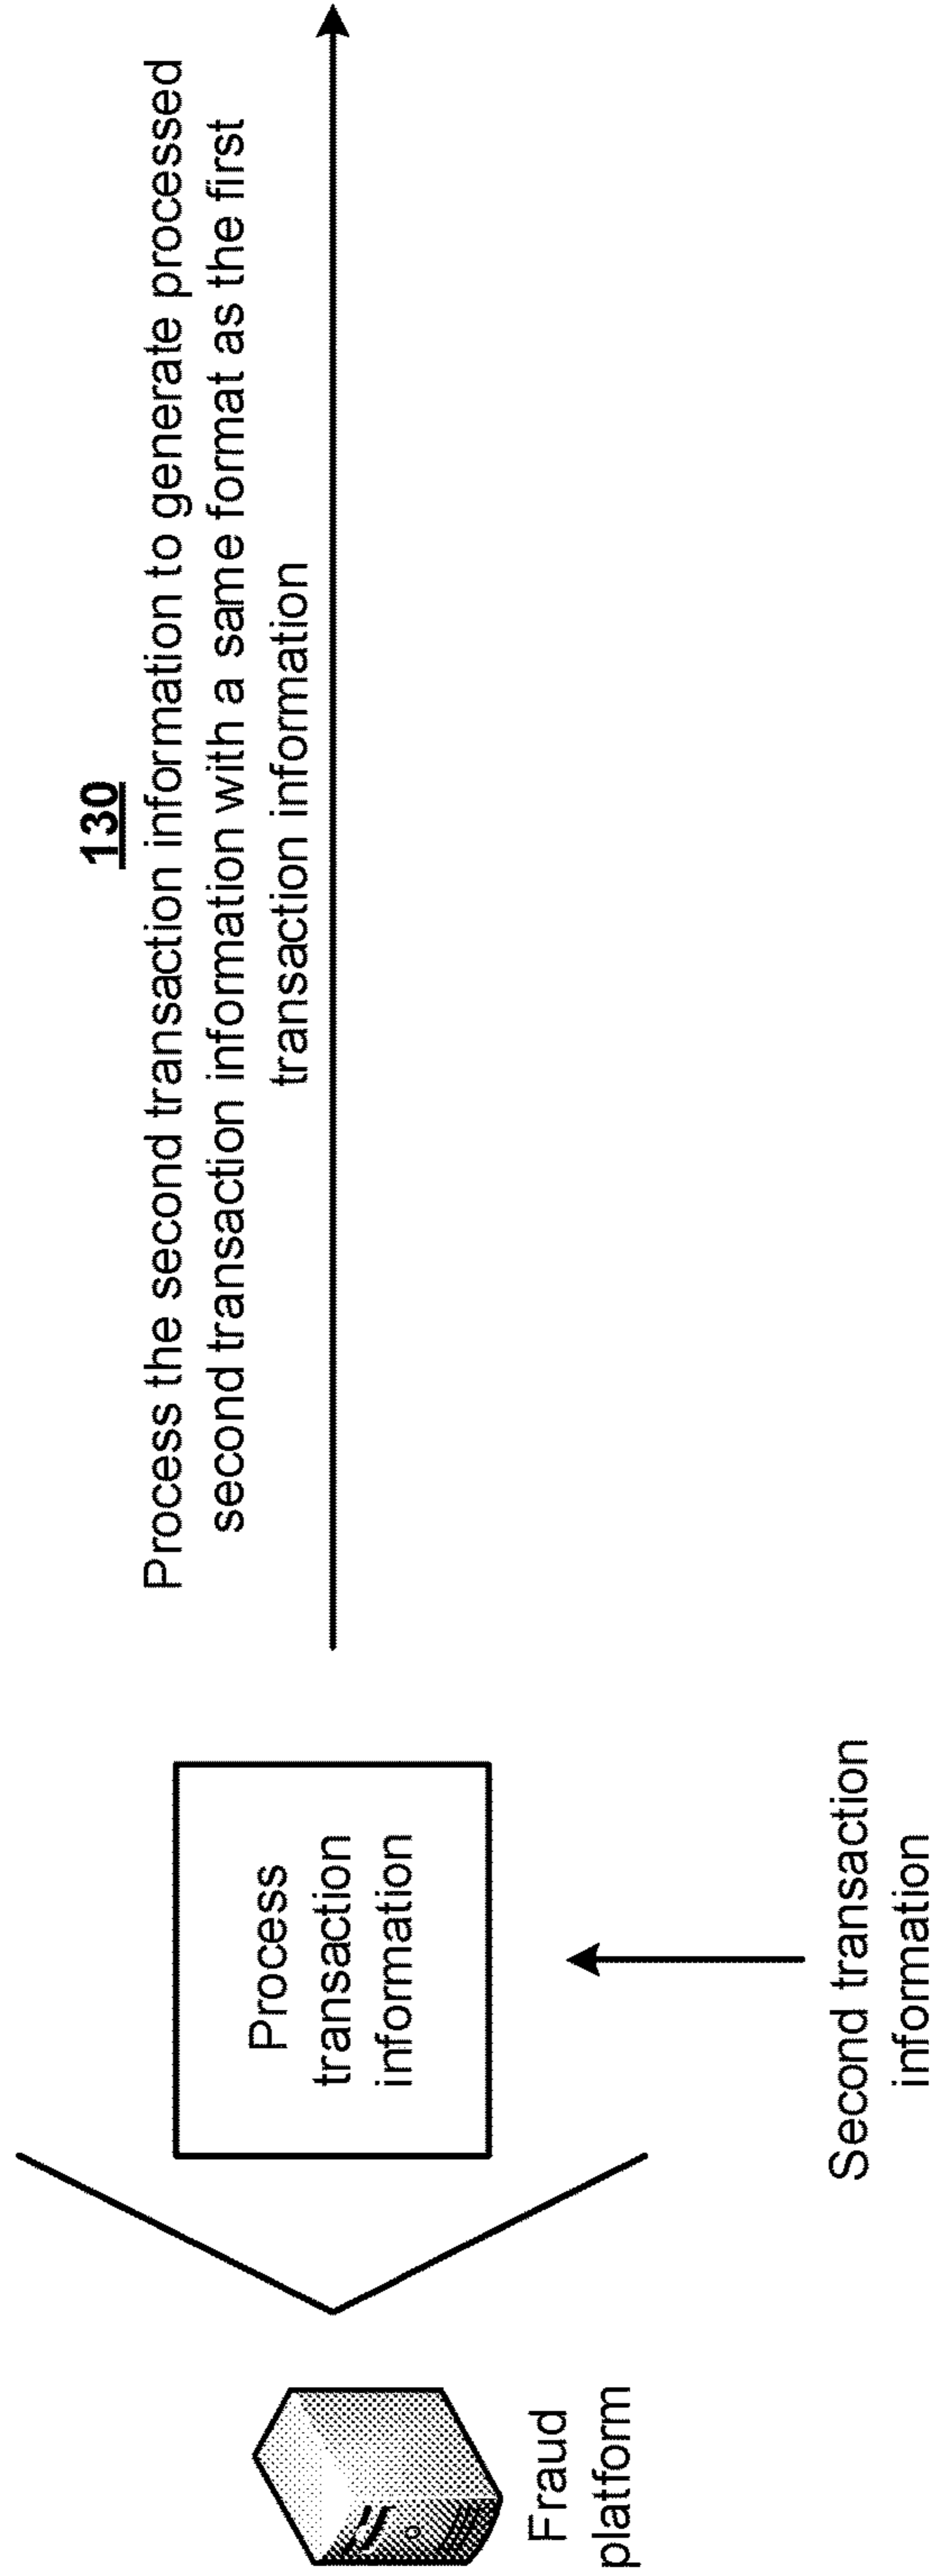 130
Process the second transaction information to generate processed
second transaction information with a same format as the first
transaction information
Process
transaction
information
Second transaction
information
Fraud
platform